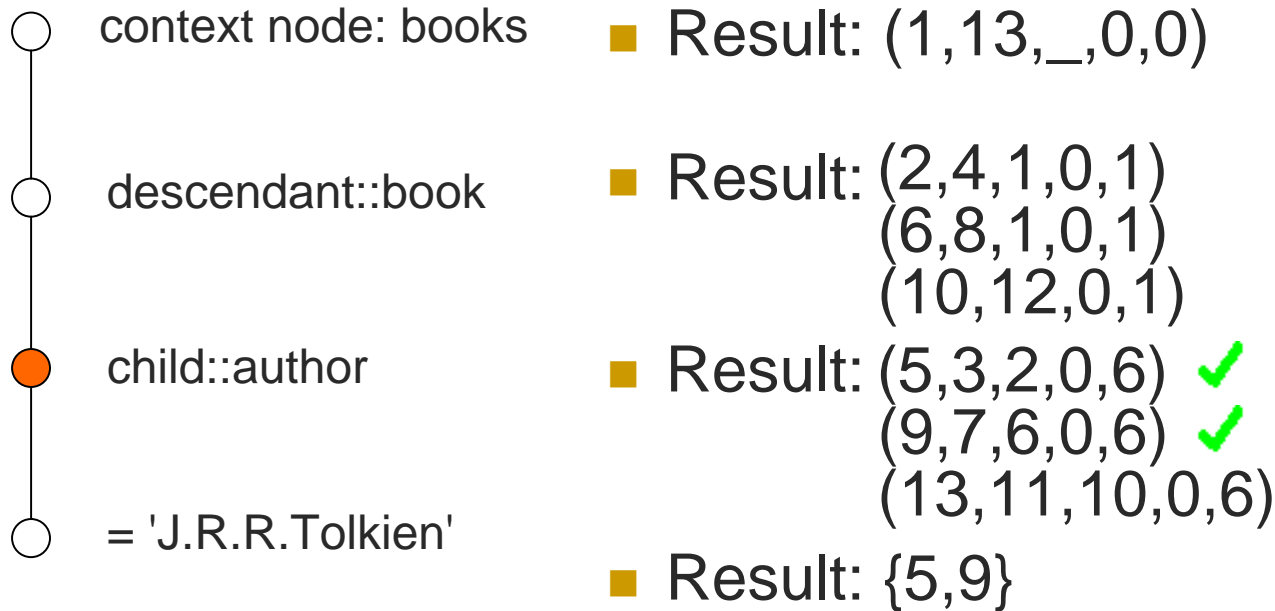 context node: books
Result: (1,13,_,0,0)
descendant::book
Result: (2,4,1,0,1)
(6,8,1,0,1)
(10,12,0,1)
child::author
Result: (5,3,2,0,6)
(9,7,6,0,6)
(13,11,10,0,6)
= 'J.R.R.Tolkien'
Result: {5,9}